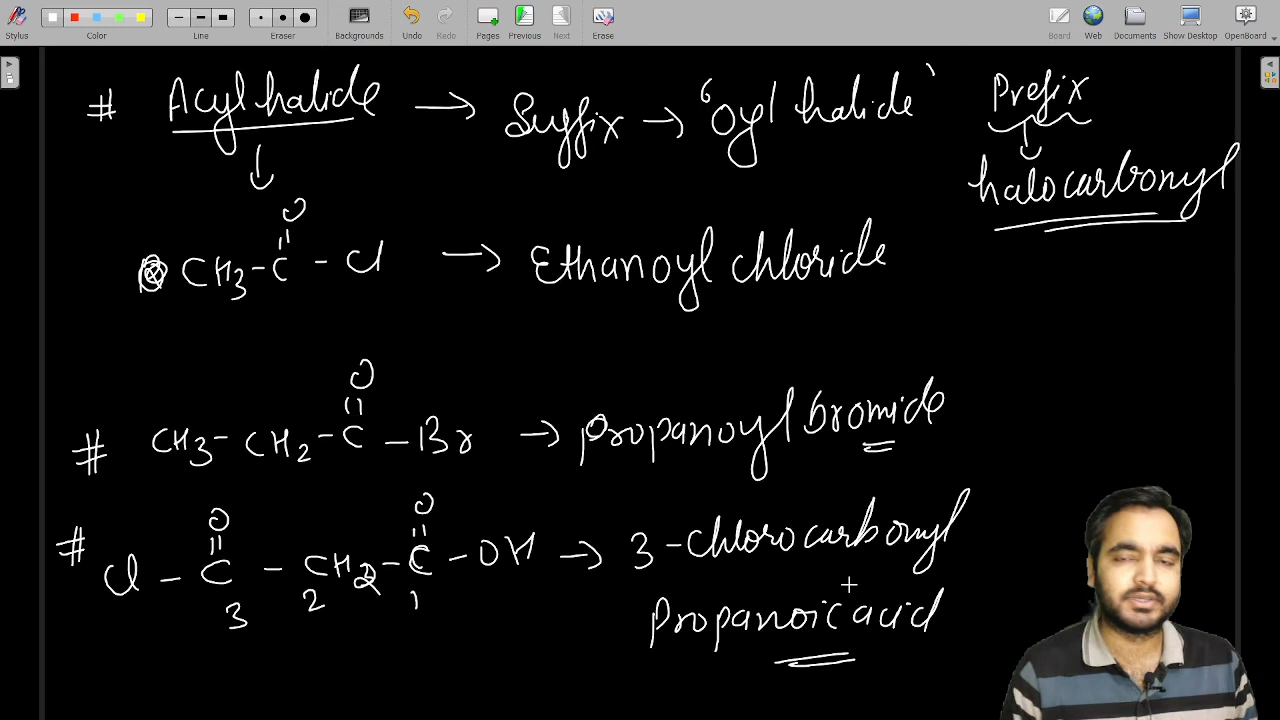 Stylus Color Line Eraser Backgrounds Undo Redo Pages Previous Next Erase Board Web Documents Show Desktop OpenBoard
# Acyl halide → Suffix → 'oyl halide' Prefix
halocarbonyl
O
CH3-C-Cl → Ethanoyl chloride
O
# CH3-CH2-C-Br → propanoyl bromide
O O
# Cl-C-CH2-C-OH → 3-chlorocarbonyl
3 2 1
Propanoic acid